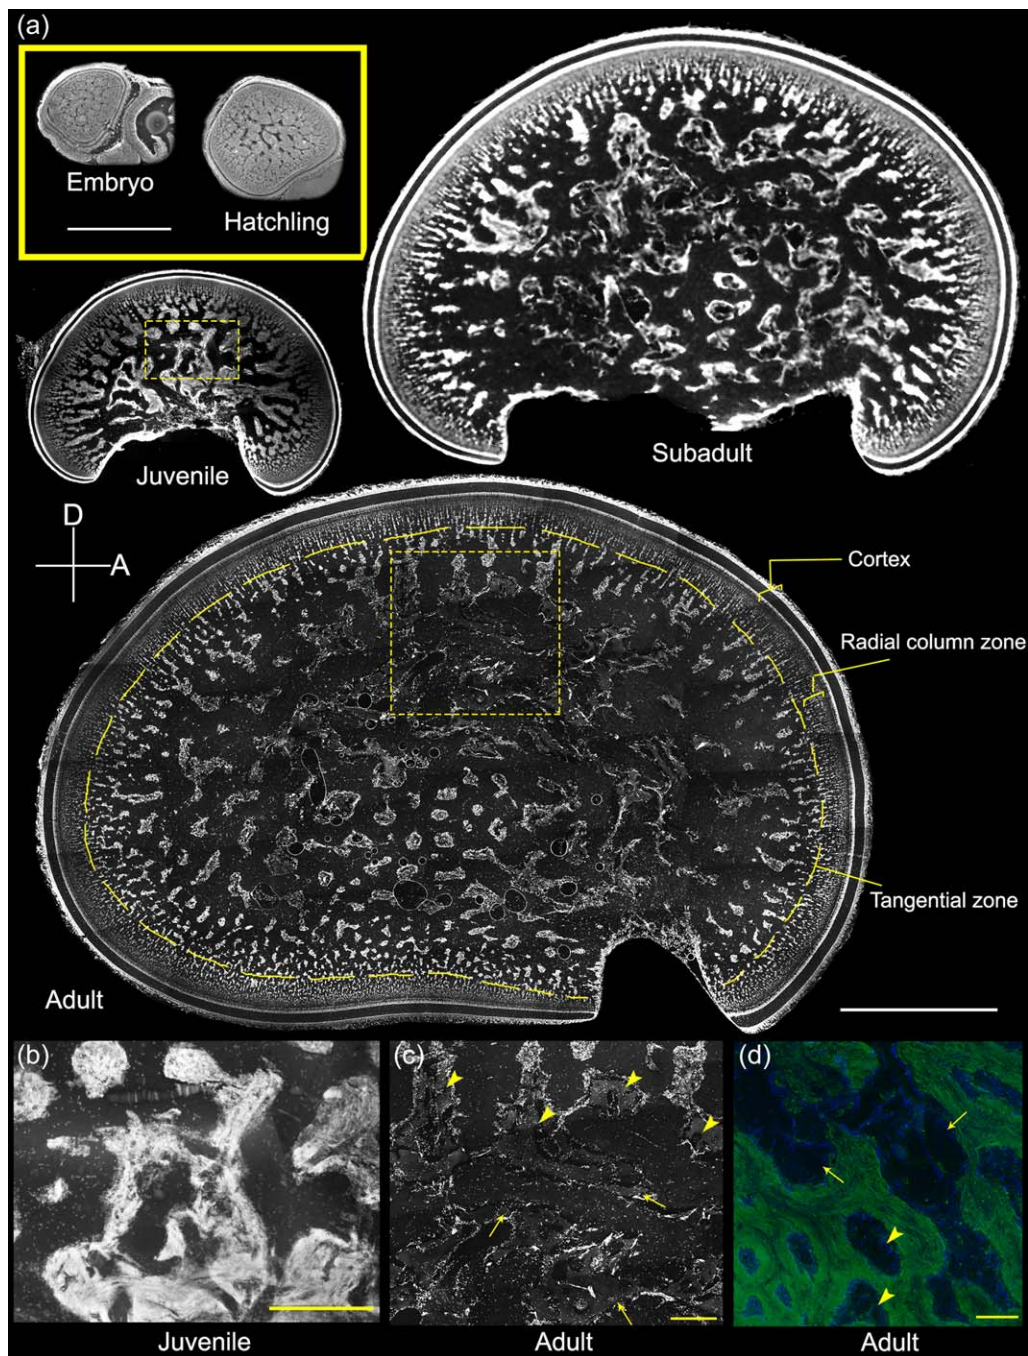 (a)
Embryo
Hatchling
Juvenile
Subadult
D
A
Cortex
Radial column zone
Tangential zone
Adult
(b)
(c)
(d)
Juvenile
Adult
Adult